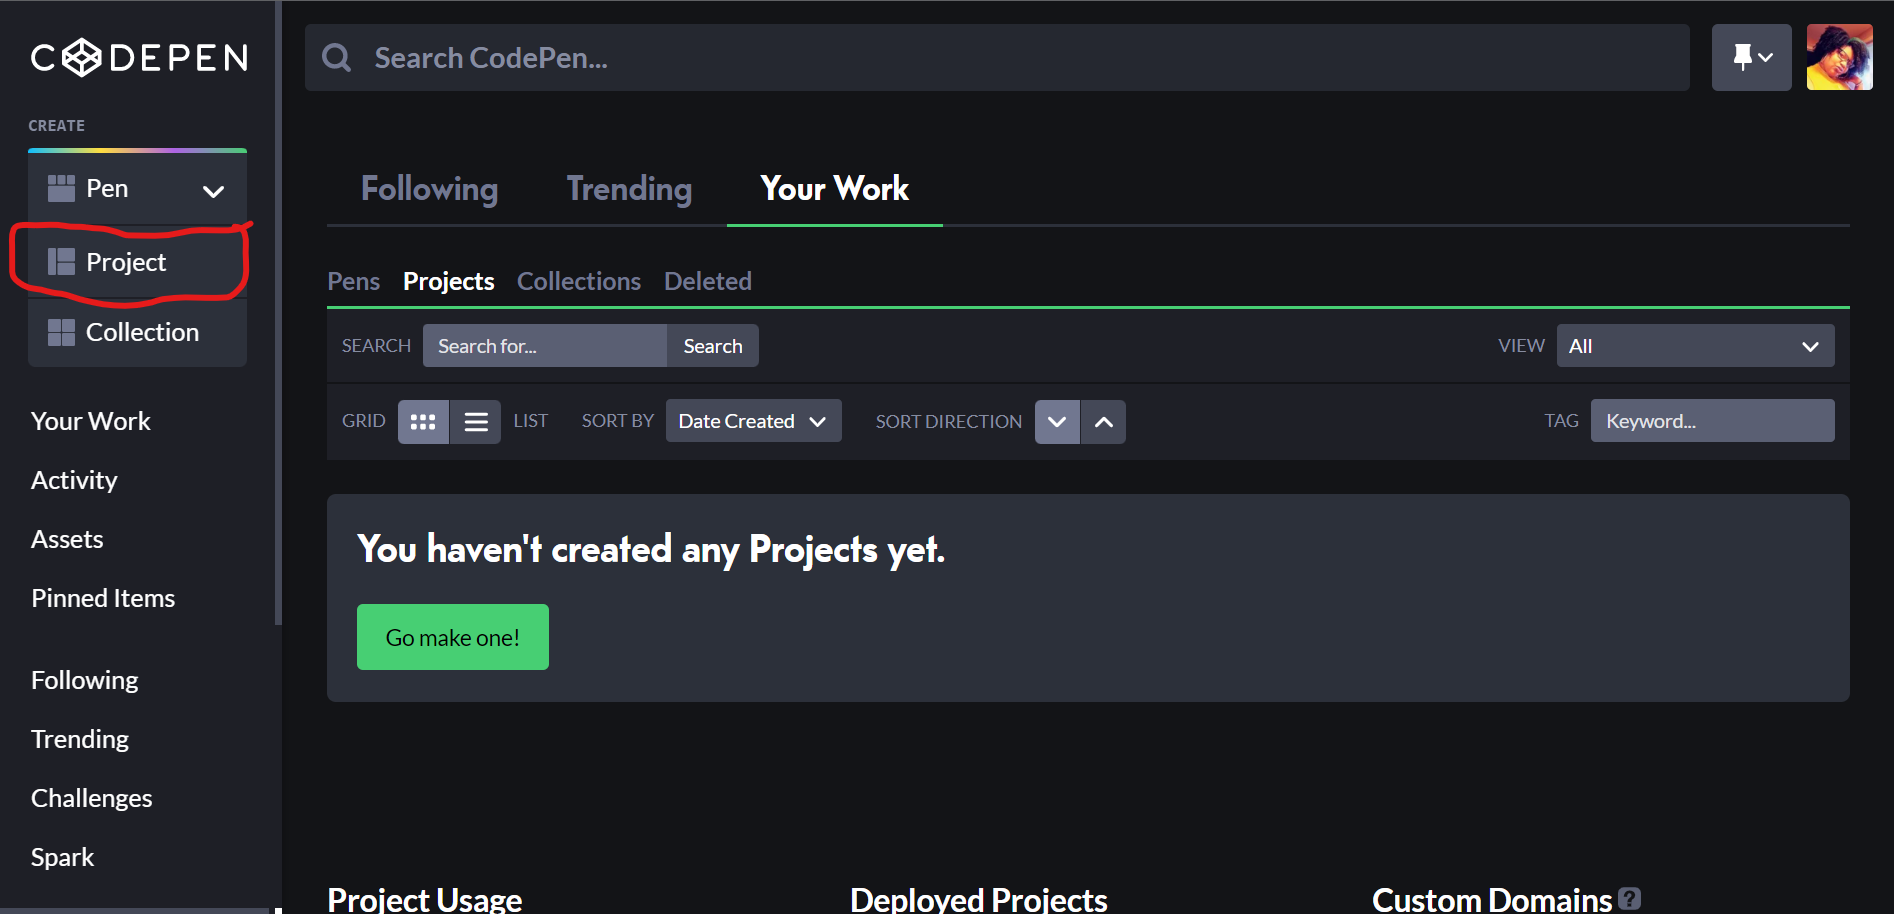 CODEPEN
CREATE
Pen
Project
Collection
Your Work
Activity
Assets
Pinned Items
Following
Trending
Challenges
Spark
Search CodePen...
Following Trending Your Work
Pens Projects Collections Deleted
SEARCH Search for... Search VIEW All
GRID LIST SORT BY Date Created SORT DIRECTION TAG Keyword...
You haven't created any Projects yet.
Go make one!
Project Usage Deployed Projects Custom Domains ?